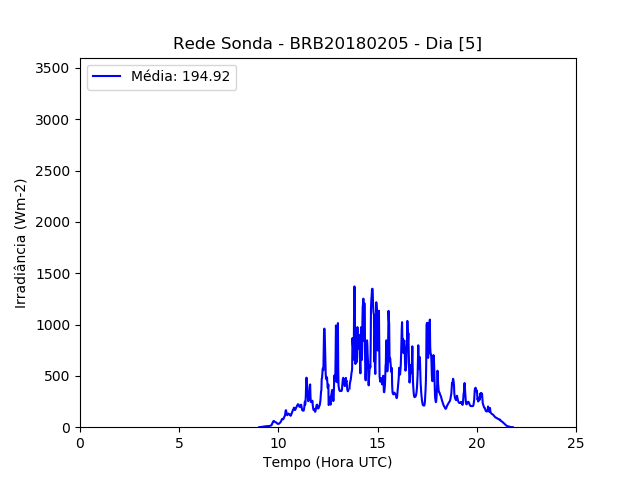 Rede Sonda - BRB20180205 - Dia [5]
Média: 194.92
3500
3000
2500
2000
1500
1000
500
0
Irradiância (Wm-2)
0 5 10 15 20 25
Tempo (Hora UTC)